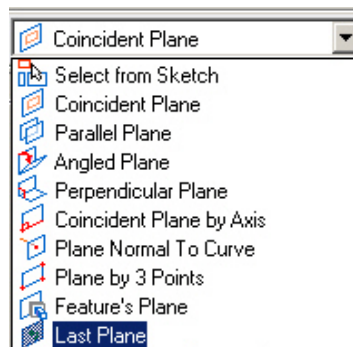 Coincident Plane
Select from Sketch
Coincident Plane
Parallel Plane
Angled Plane
Perpendicular Plane
Coincident Plane by Axis
Plane Normal To Curve
Plane by 3 Points
Feature's Plane
Last Plane